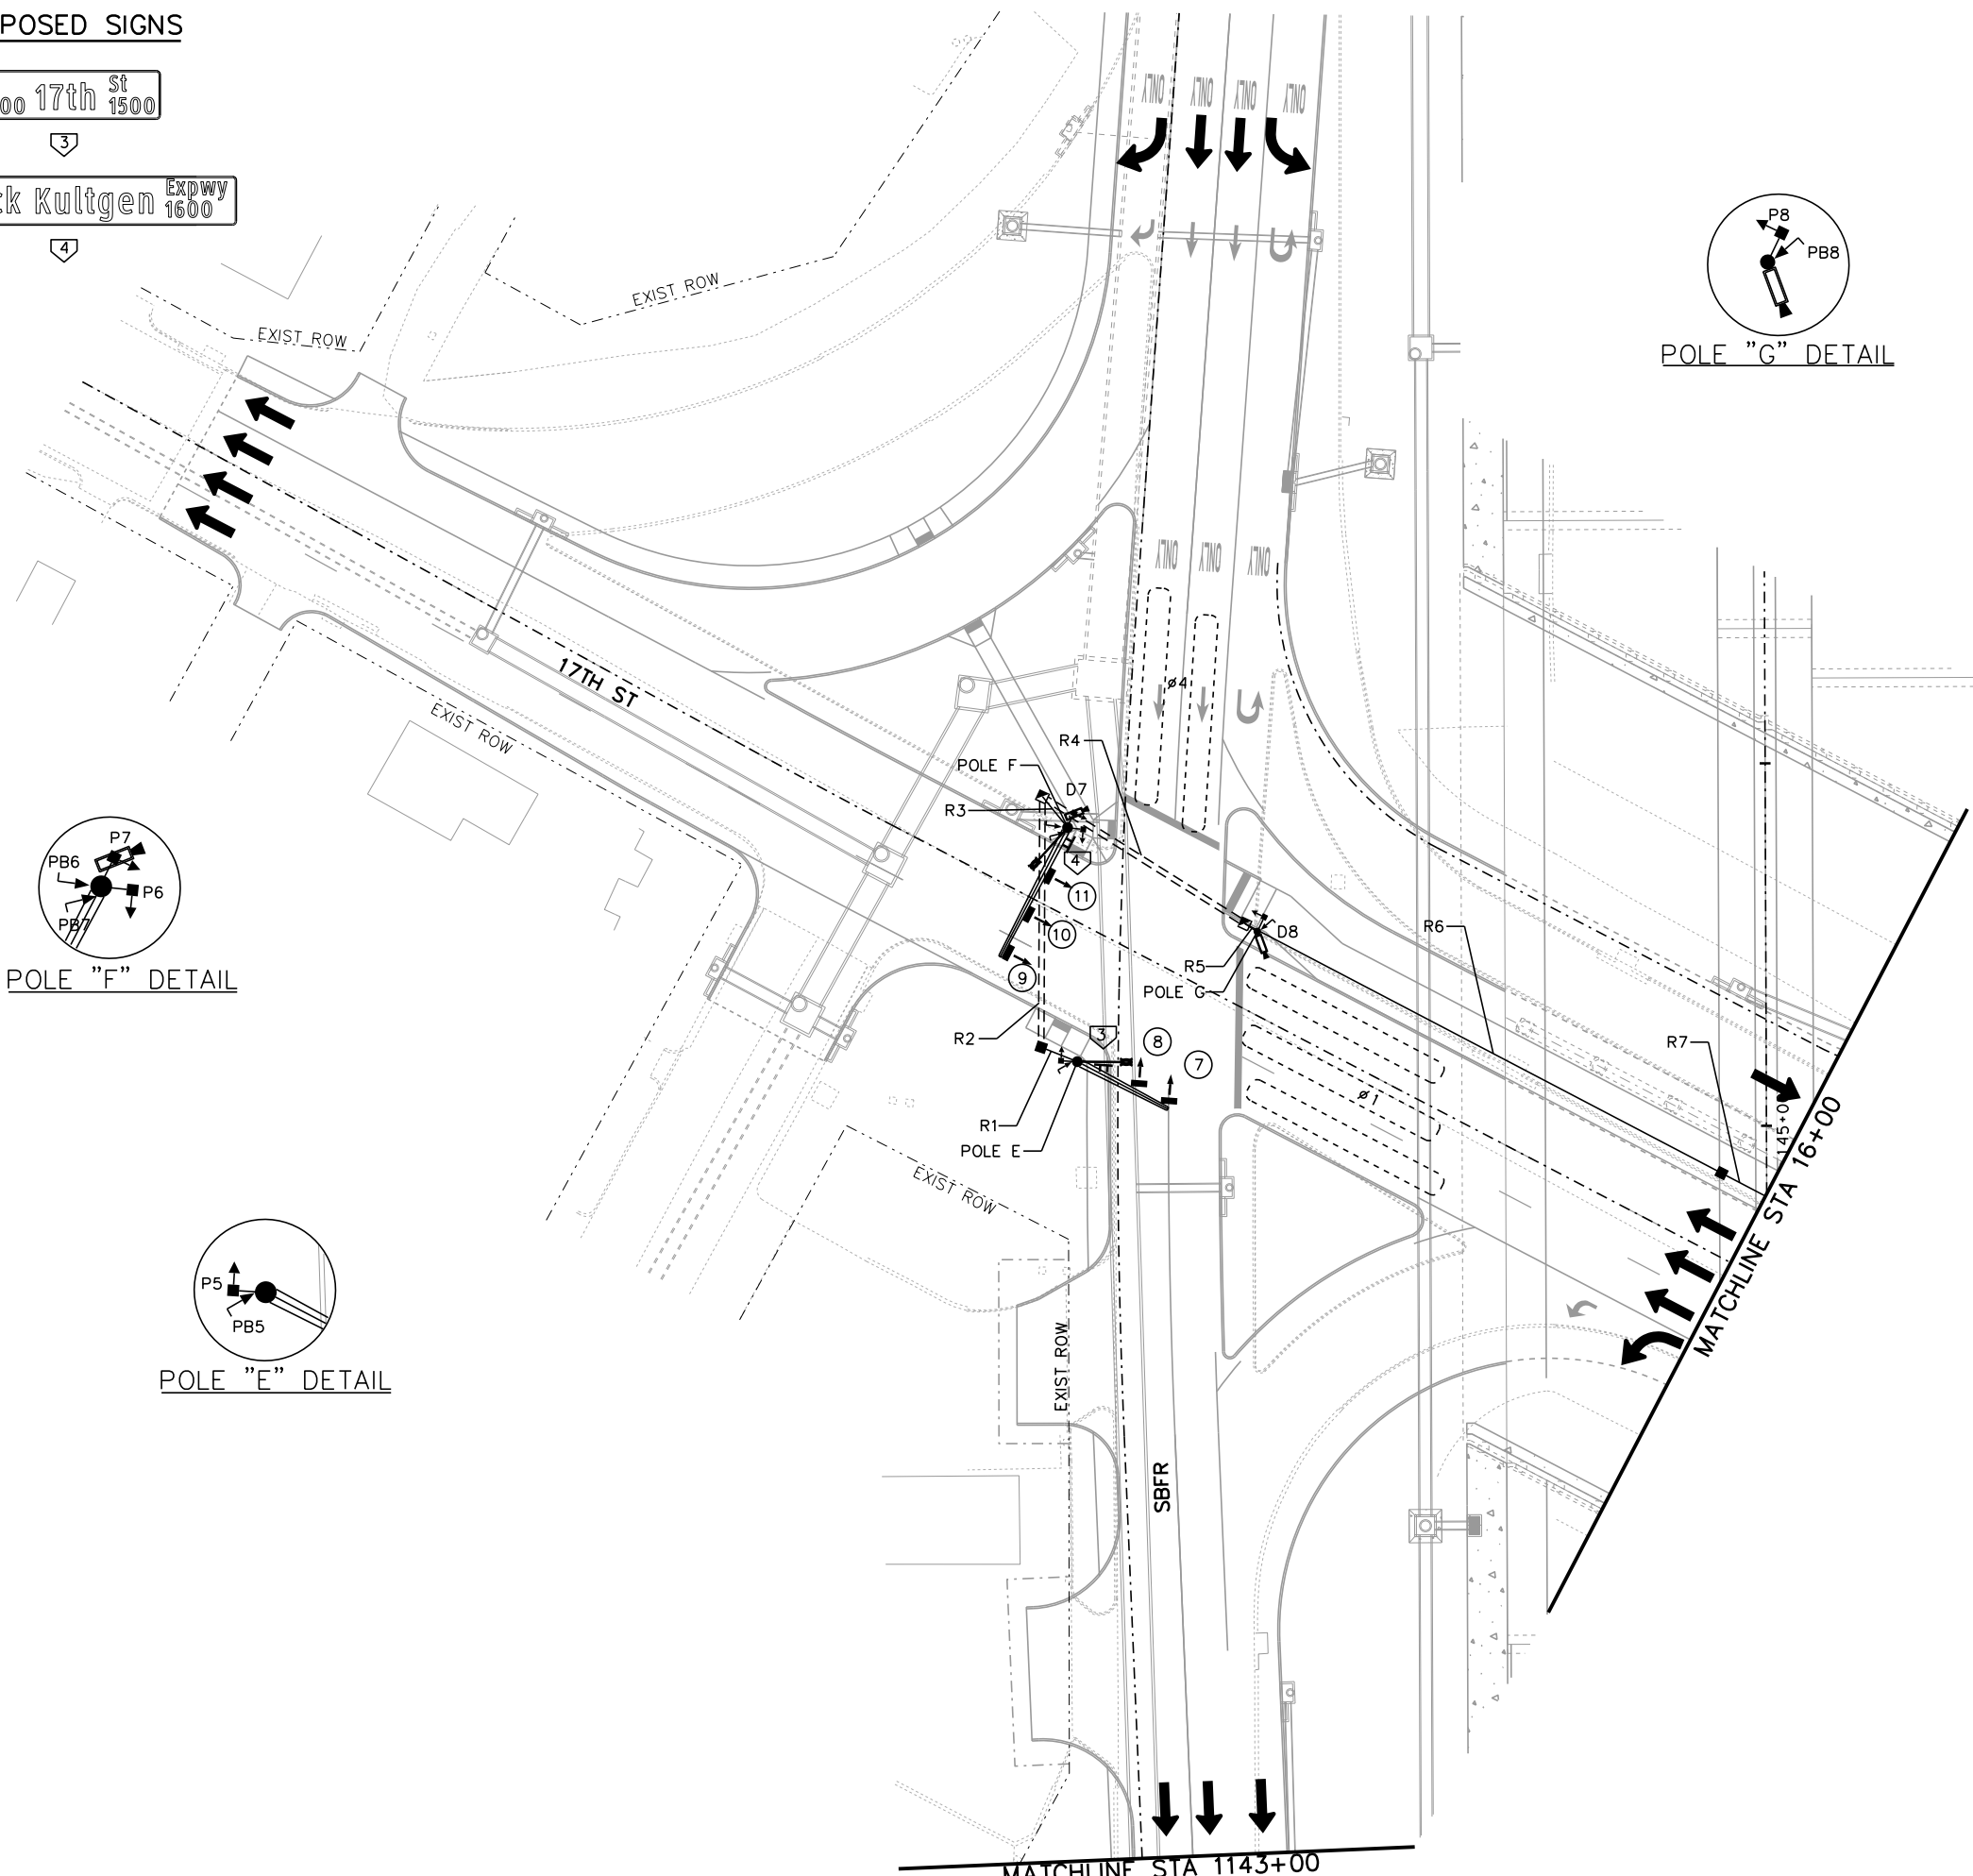 POSED SIGNS
00 17th St 1500
3
ck Kultgen Expwy 1600
4
ONLY ONLY ONLY ONLY
P8
PB8
POLE "G" DETAIL
EXIST ROW
EXIST ROW
ONLY ONLY ONLY
17TH ST
EXIST ROW
ø4
R4
POLE F
D7
R3
4
11
10
9
D8
R6
R5
POLE G
R2
3
8
7
R7
R1
POLE E
ø1
145+0
MATCHLINE STA 16+00
P7
PB6
P6
PB7
POLE "F" DETAIL
EXIST ROW
P5
PB5
POLE "E" DETAIL
EXIST ROW
SBFR
MATCHLINE STA 1143+00